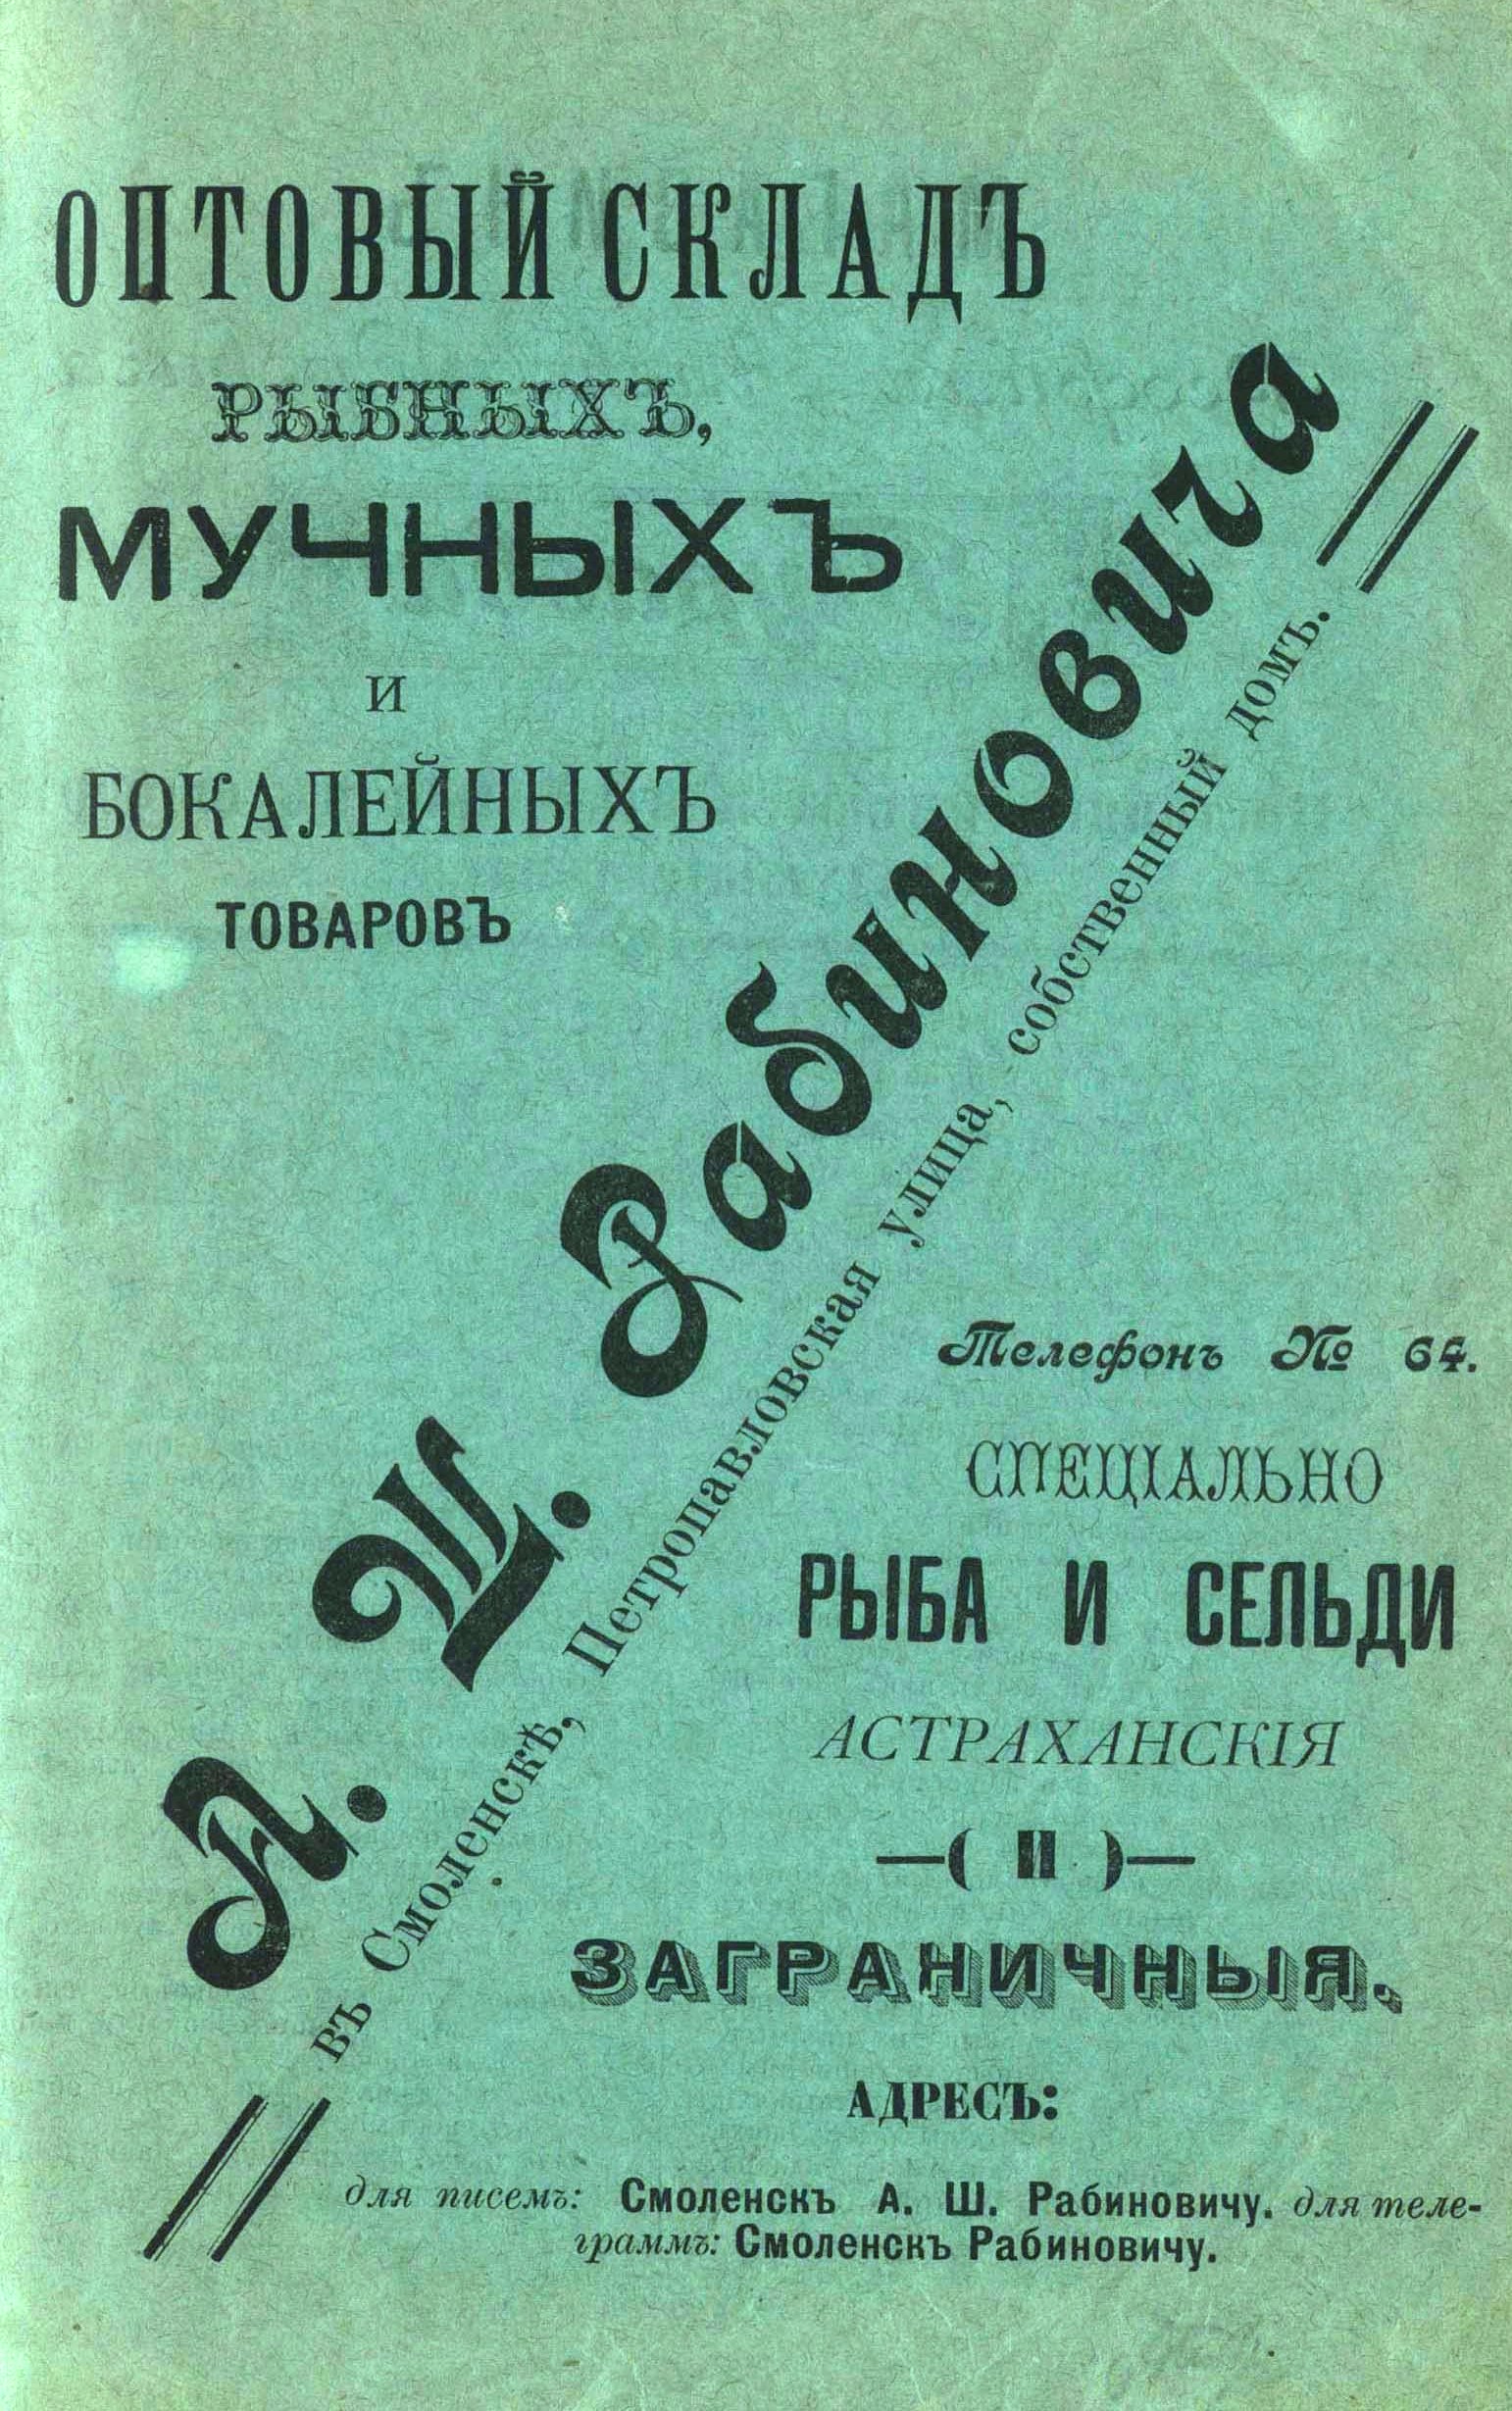 ОПТОВЫЙ СКЛАДЪ
РЫБНЫХЪ,
МУЧНЫХЪ
И
БОКАЛЕЙНЫХЪ
ТОВАРОВЪ
А. Ш. Рабиновича
въ Смоленскѣ, Петропавловская улица, собственный домъ.
Телефонъ № 64.
СПЕЦІАЛЬНО
РЫБА И СЕЛЬДИ
АСТРАХАНСКІЯ
—( И )—
ЗАГРАНИЧНЫЯ.
АДРЕСЪ:
для писемъ: Смоленскъ А. Ш. Рабиновичу. для теле-
граммъ: Смоленскъ Рабиновичу.